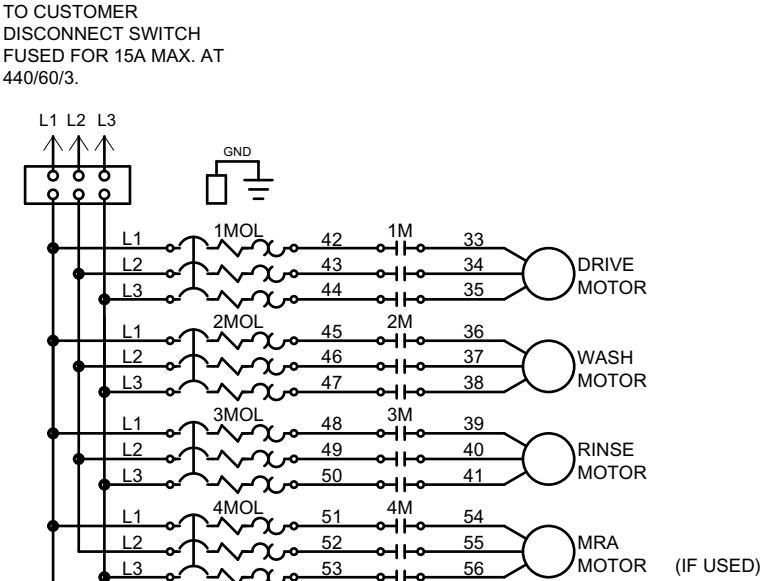 TO CUSTOMER
DISCONNECT SWITCH
FUSED FOR 15A MAX. AT
440/60/3.
L1 L2 L3
GND
L1 1MOL 42 1M 33
L2 43 34 DRIVE
L3 44 35 MOTOR
L1 2MOL 45 2M 36
L2 46 37 WASH
L3 47 38 MOTOR
L1 3MOL 48 3M 39
L2 49 40 RINSE
L3 50 41 MOTOR
L1 4MOL 51 4M 54
L2 52 55 MRA
L3 53 56 MOTOR (IF USED)